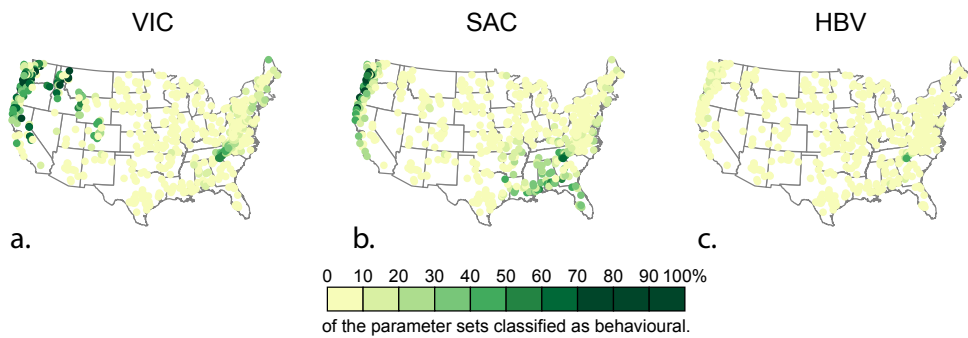 VIC SAC HBV
a. b. c.
0 10 20 30 40 50 60 70 80 90 100%
of the parameter sets classified as behavioural.